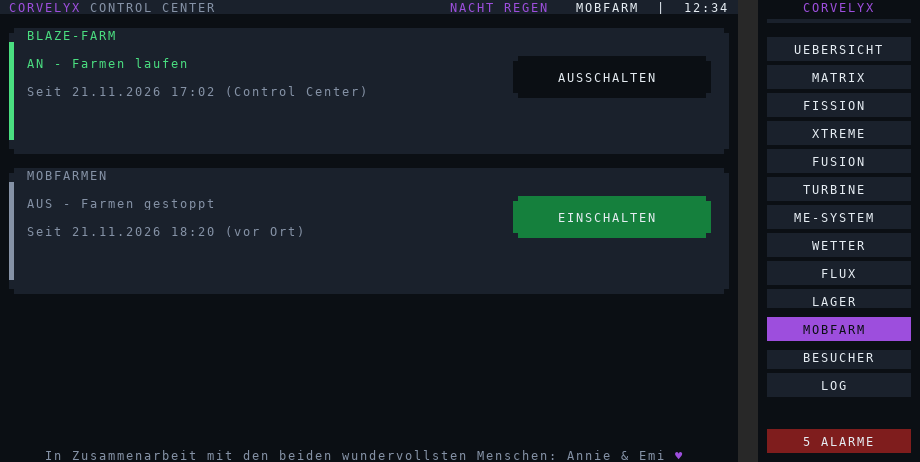 CORVELYX CONTROL CENTER NACHT REGEN MOBFARM | 12:34
BLAZE-FARM
AN - Farmen laufen
Seit 21.11.2026 17:02 (Control Center)
AUSSCHALTEN
MOBFARMEN
AUS - Farmen gestoppt
Seit 21.11.2026 18:20 (vor Ort)
EINSCHALTEN
In Zusammenarbeit mit den beiden wundervollsten Menschen: Annie & Emi ♥
CORVELYX
UEBERSICHT
MATRIX
FISSION
XTREME
FUSION
TURBINE
ME-SYSTEM
WETTER
FLUX
LAGER
MOBFARM
BESUCHER
LOG
5 ALARME